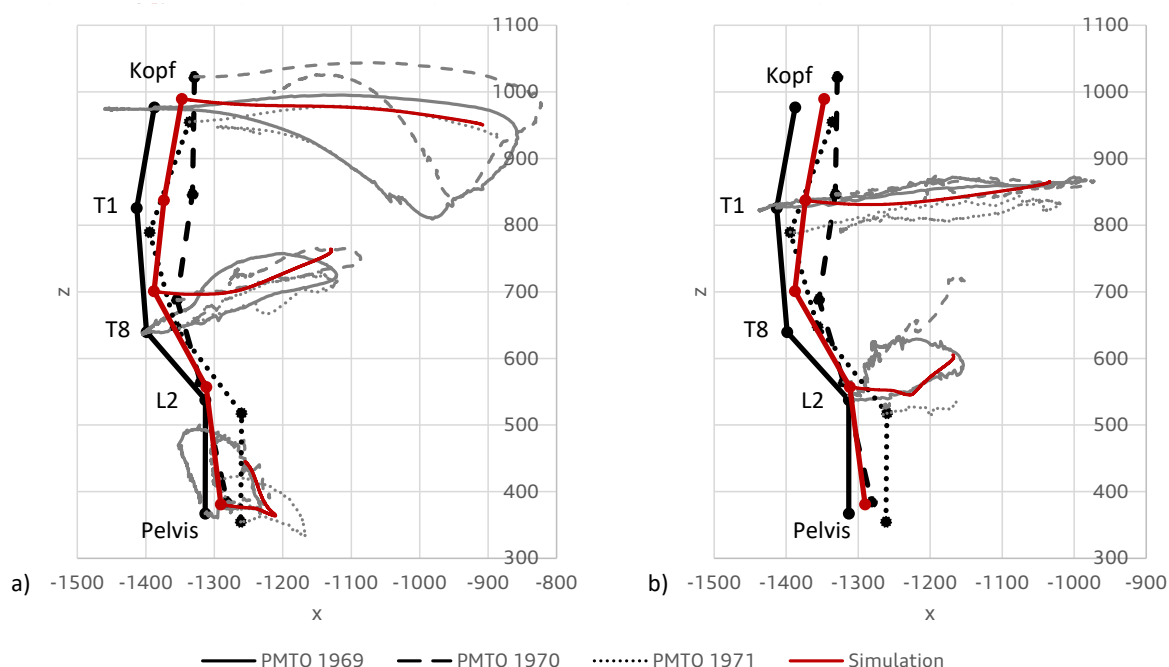 1100
1000
900
800
700
600
500
400
300
Kopf
T1
T8
L2
Pelvis
z
-1500 -1400 -1300 -1200 -1100 -1000 -900 -800
x
a)
1100
1000
900
800
700
600
500
400
300
Kopf
T1
T8
L2
Pelvis
z
-1500 -1400 -1300 -1200 -1100 -1000 -900
x
b)
PMTO 1969 PMTO 1970 PMTO 1971 Simulation